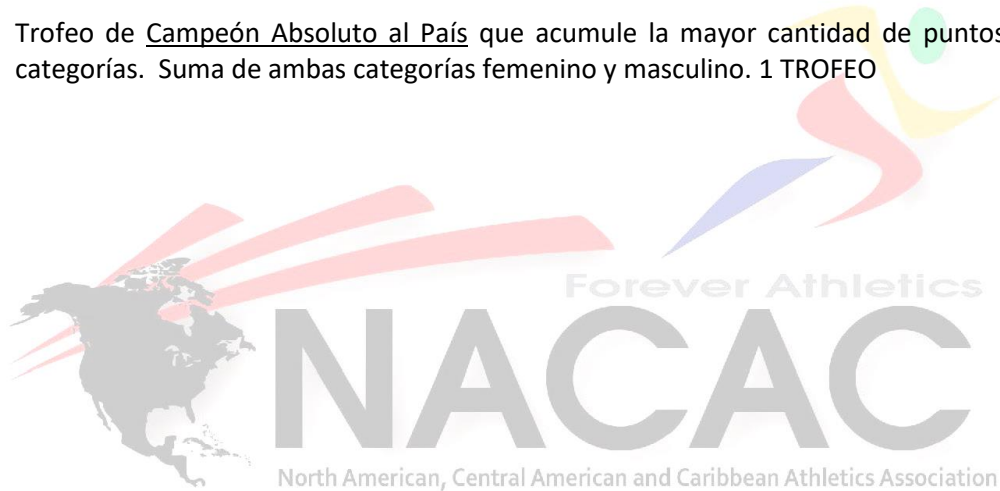 Trofeo de Campeón Absoluto al País que acumule la mayor cantidad de puntos
categorías.  Suma de ambas categorías femenino y masculino. 1 TROFEO
Forever Athletics
NACAC
North American, Central American and Caribbean Athletics Association